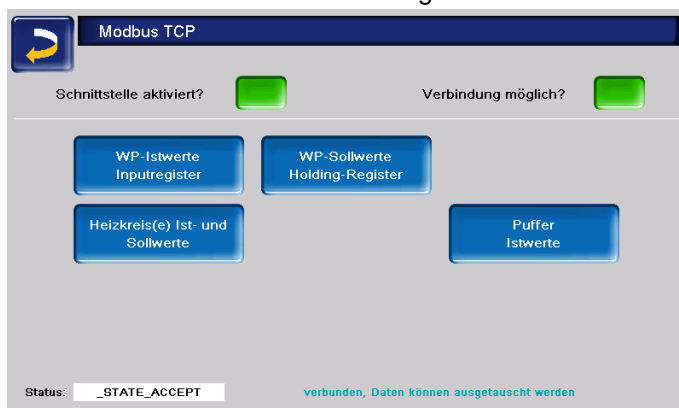 Modbus TCP
Schnittstelle aktiviert? Verbindung möglich?
WP-Istwerte
Inputregister
WP-Sollwerte
Holding-Register
Heizkreis(e) Ist- und
Sollwerte
Puffer
Istwerte
Status: _STATE_ACCEPT verbunden, Daten können ausgetauscht werden